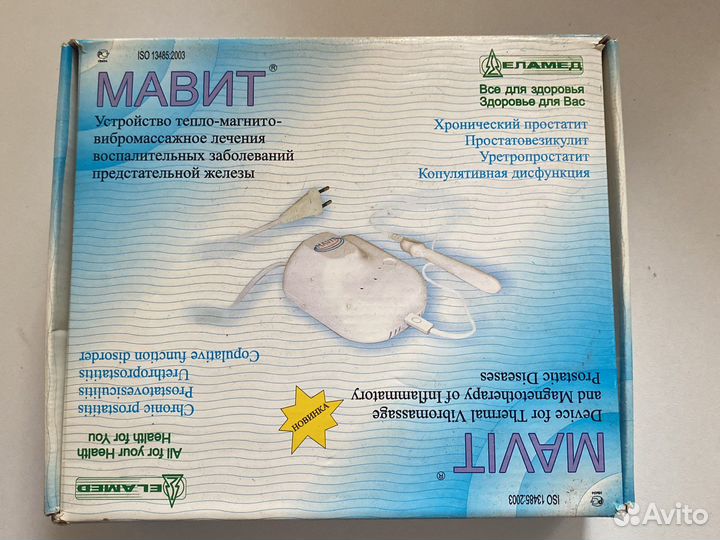 ISO 13485:2003
МАВИТ®
Устройство тепло-магнито-
вибромассажное лечения
воспалительных заболеваний
предстательной железы
ЕЛАМЕД
Все для здоровья
Здоровье для Вас
Хронический простатит
Простатовезикулит
Уретропростатит
Копулятивная дисфункция
МАВИТ
НОВИНКА
ISO 13485:2003
MAVIT®
Device for Thermal Vibromassage
and Magnetotherapy of Inflammatory
Prostatic Diseases
ELAMED
All for your Health
Health for You
Chronic prostatitis
Prostatovesiculitis
Urethroprostatitis
Copulative function disorder
Avito